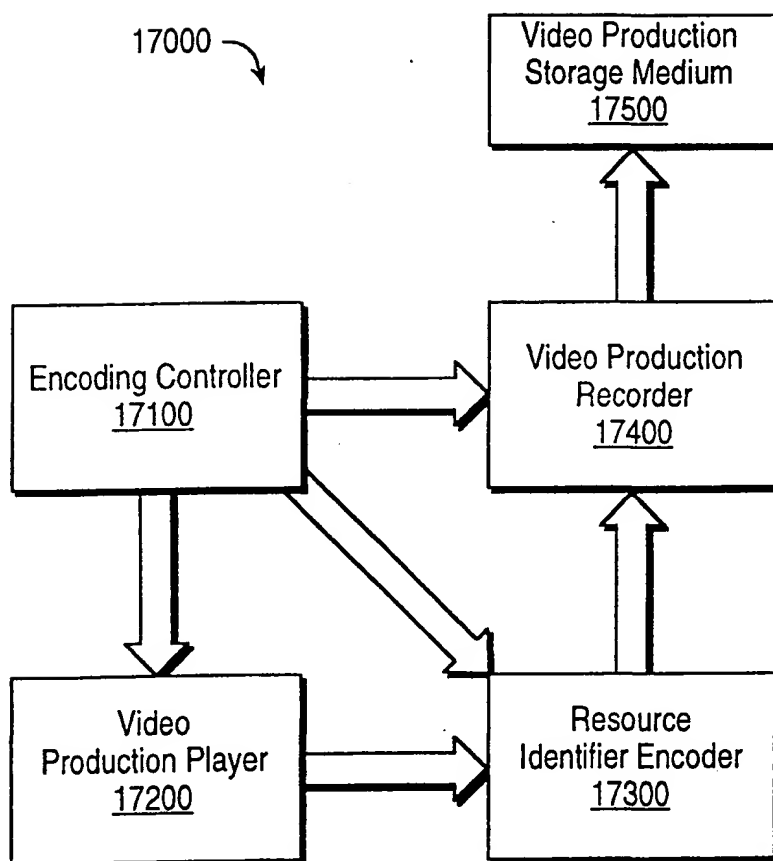 17000
Video Production
Storage Medium
17500
Encoding Controller
17100
Video Production
Recorder
17400
Video
Production Player
17200
Resource
Identifier Encoder
17300